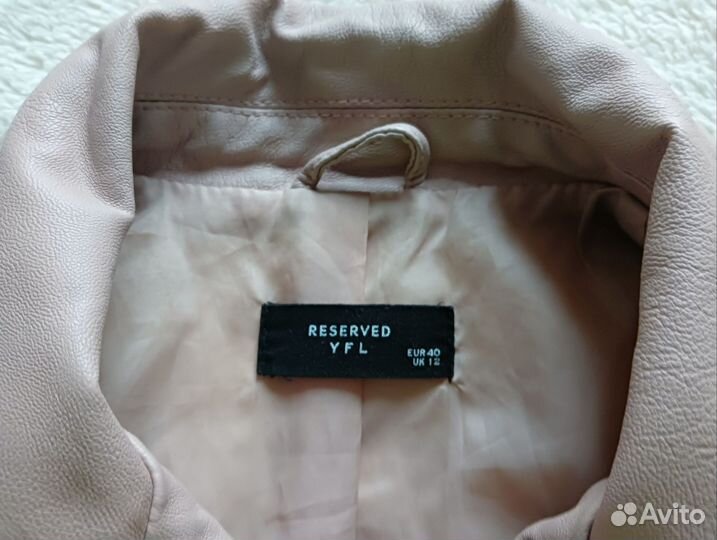 RESERVED
YFL
EUR 40
UK 12
Avito